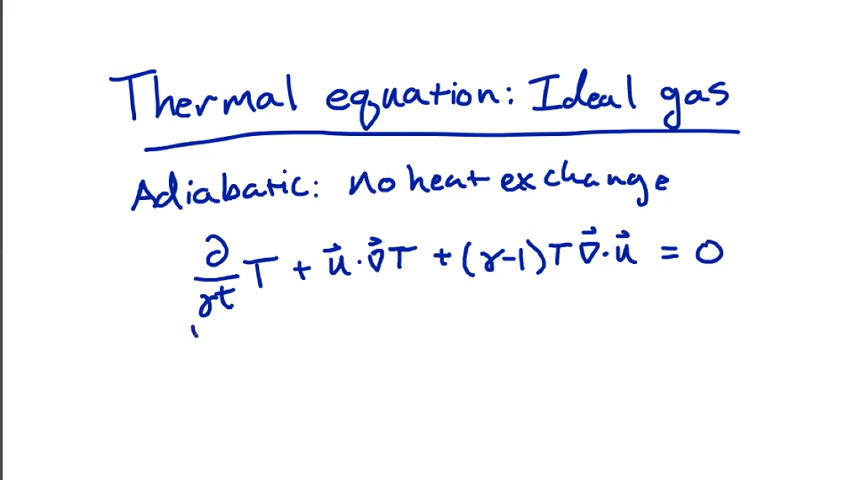 Thermal equation: Ideal gas
Adiabatic: no heat exchange
∂/∂t T + u⃗ · ∇⃗T + (γ-1) T ∇⃗ · u⃗ = 0